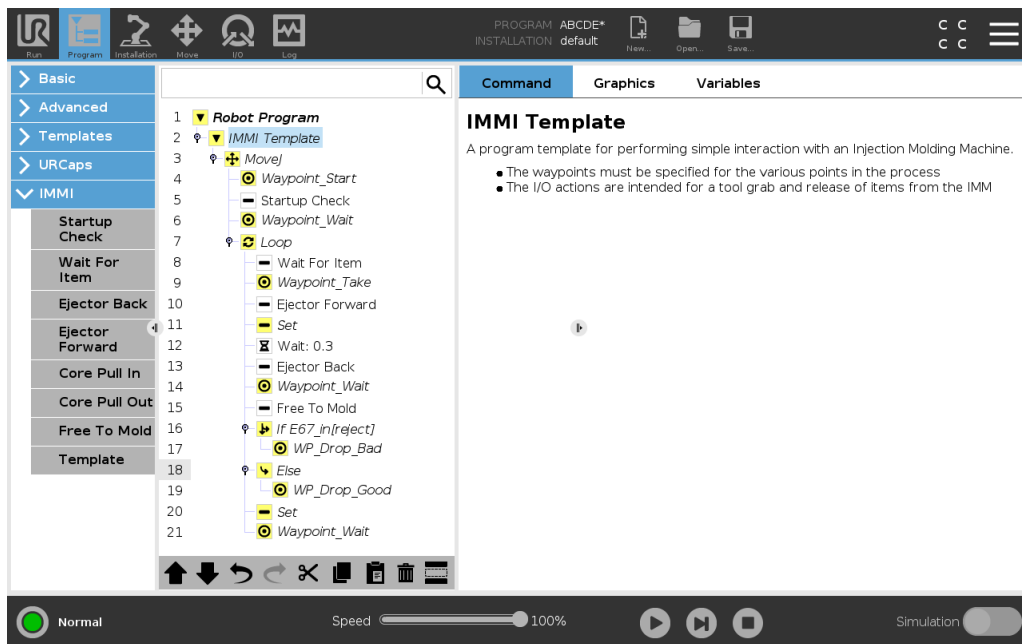 UR
PROGRAM ABCDE*
INSTALLATION default
Run
Program
Installation
Move
I/O
Log
New...
Open...
Save...
C C
C C
Basic
Advanced
Templates
URCaps
IMMI
Startup
Check
Wait For
Item
Ejector Back
Ejector
Forward
Core Pull In
Core Pull Out
Free To Mold
Template
1 Robot Program
2 IMMI Template
3 MoveJ
4 Waypoint_Start
5 Startup Check
6 Waypoint_Wait
7 Loop
8 Wait For Item
9 Waypoint_Take
10 Ejector Forward
11 Set
12 Wait: 0.3
13 Ejector Back
14 Waypoint_Wait
15 Free To Mold
16 If E67_in[reject]
17 WP_Drop_Bad
18 Else
19 WP_Drop_Good
20 Set
21 Waypoint_Wait
Command
Graphics
Variables
IMMI Template
A program template for performing simple interaction with an Injection Molding Machine.
● The waypoints must be specified for the various points in the process
● The I/O actions are intended for a tool grab and release of items from the IMM
Normal
Speed
100%
Simulation